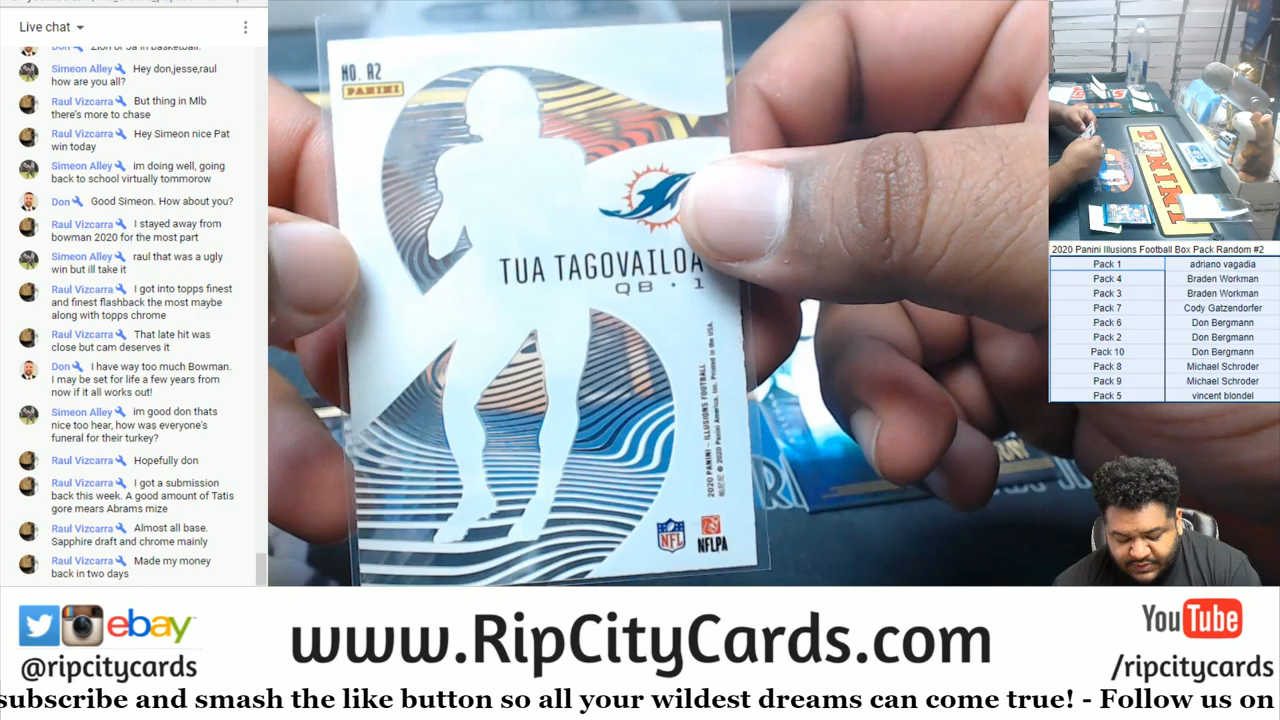 Live chat
Don Zion or Ja in basketball.
Simeon Alley Hey don,jesse,raul
how are you all?
Raul Vizcarra But thing in Mlb
there's more to chase
Raul Vizcarra Hey Simeon nice Pat
win today
Simeon Alley im doing well, going
back to school virtually tommorow
Don Good Simeon. How about you?
Raul Vizcarra I stayed away from
bowman 2020 for the most part
Simeon Alley raul that was a ugly
win but ill take it
Raul Vizcarra I got into topps finest
and finest flashback the most maybe
along with topps chrome
Raul Vizcarra That late hit was
close but cam deserves it
Don I have way too much Bowman.
I may be set for life a few years from
now if it all works out!
Simeon Alley im good don thats
nice too hear, how was everyone's
funeral for their turkey?
Raul Vizcarra Hopefully don
Raul Vizcarra I got a submission
back this week. A good amount of Tatis
gore mears Abrams mize
Raul Vizcarra Almost all base.
Sapphire draft and chrome mainly
Raul Vizcarra Made my money
back in two days
NO. A2
PANINI
TUA TAGOVAILOA
QB · 1
2020 PANINI - ILLUSIONS FOOTBALL
© 2020 Panini America, Inc. Printed in the USA.
NFL
NFLPA
PANINI
2020 Panini Illusions Football Box Pack Random #2
Pack 1 adriano vagadia
Pack 4 Braden Workman
Pack 3 Braden Workman
Pack 7 Cody Gatzendorfer
Pack 6 Don Bergmann
Pack 2 Don Bergmann
Pack 10 Don Bergmann
Pack 8 Michael Schroder
Pack 9 Michael Schroder
Pack 5 vincent blondel
ebay
@ripcitycards
www.RipCityCards.com
YouTube
/ripcitycards
subscribe and smash the like button so all your wildest dreams can come true! - Follow us on